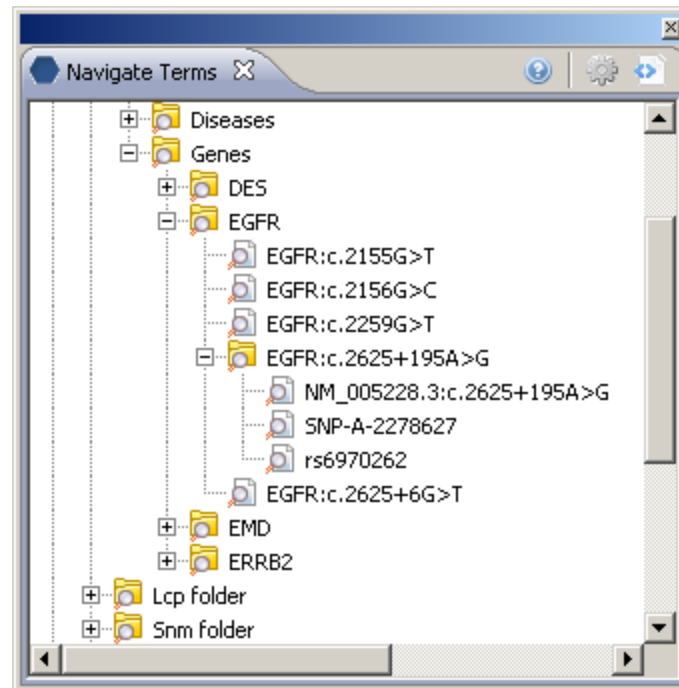 Navigate Terms
Diseases
Genes
DES
EGFR
EGFR:c.2155G>T
EGFR:c.2156G>C
EGFR:c.2259G>T
EGFR:c.2625+195A>G
NM_005228.3:c.2625+195A>G
SNP-A-2278627
rs6970262
EGFR:c.2625+6G>T
EMD
ERRB2
Lcp folder
Snm folder